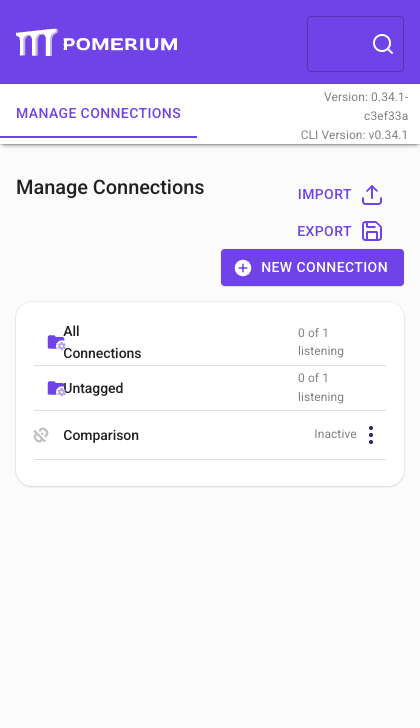 POMERIUM
MANAGE CONNECTIONS
Version: 0.34.1-
c3ef33a
CLI Version: v0.34.1
Manage Connections
IMPORT
EXPORT
NEW CONNECTION
All
Connections
0 of 1
listening
Untagged
0 of 1
listening
Comparison
Inactive